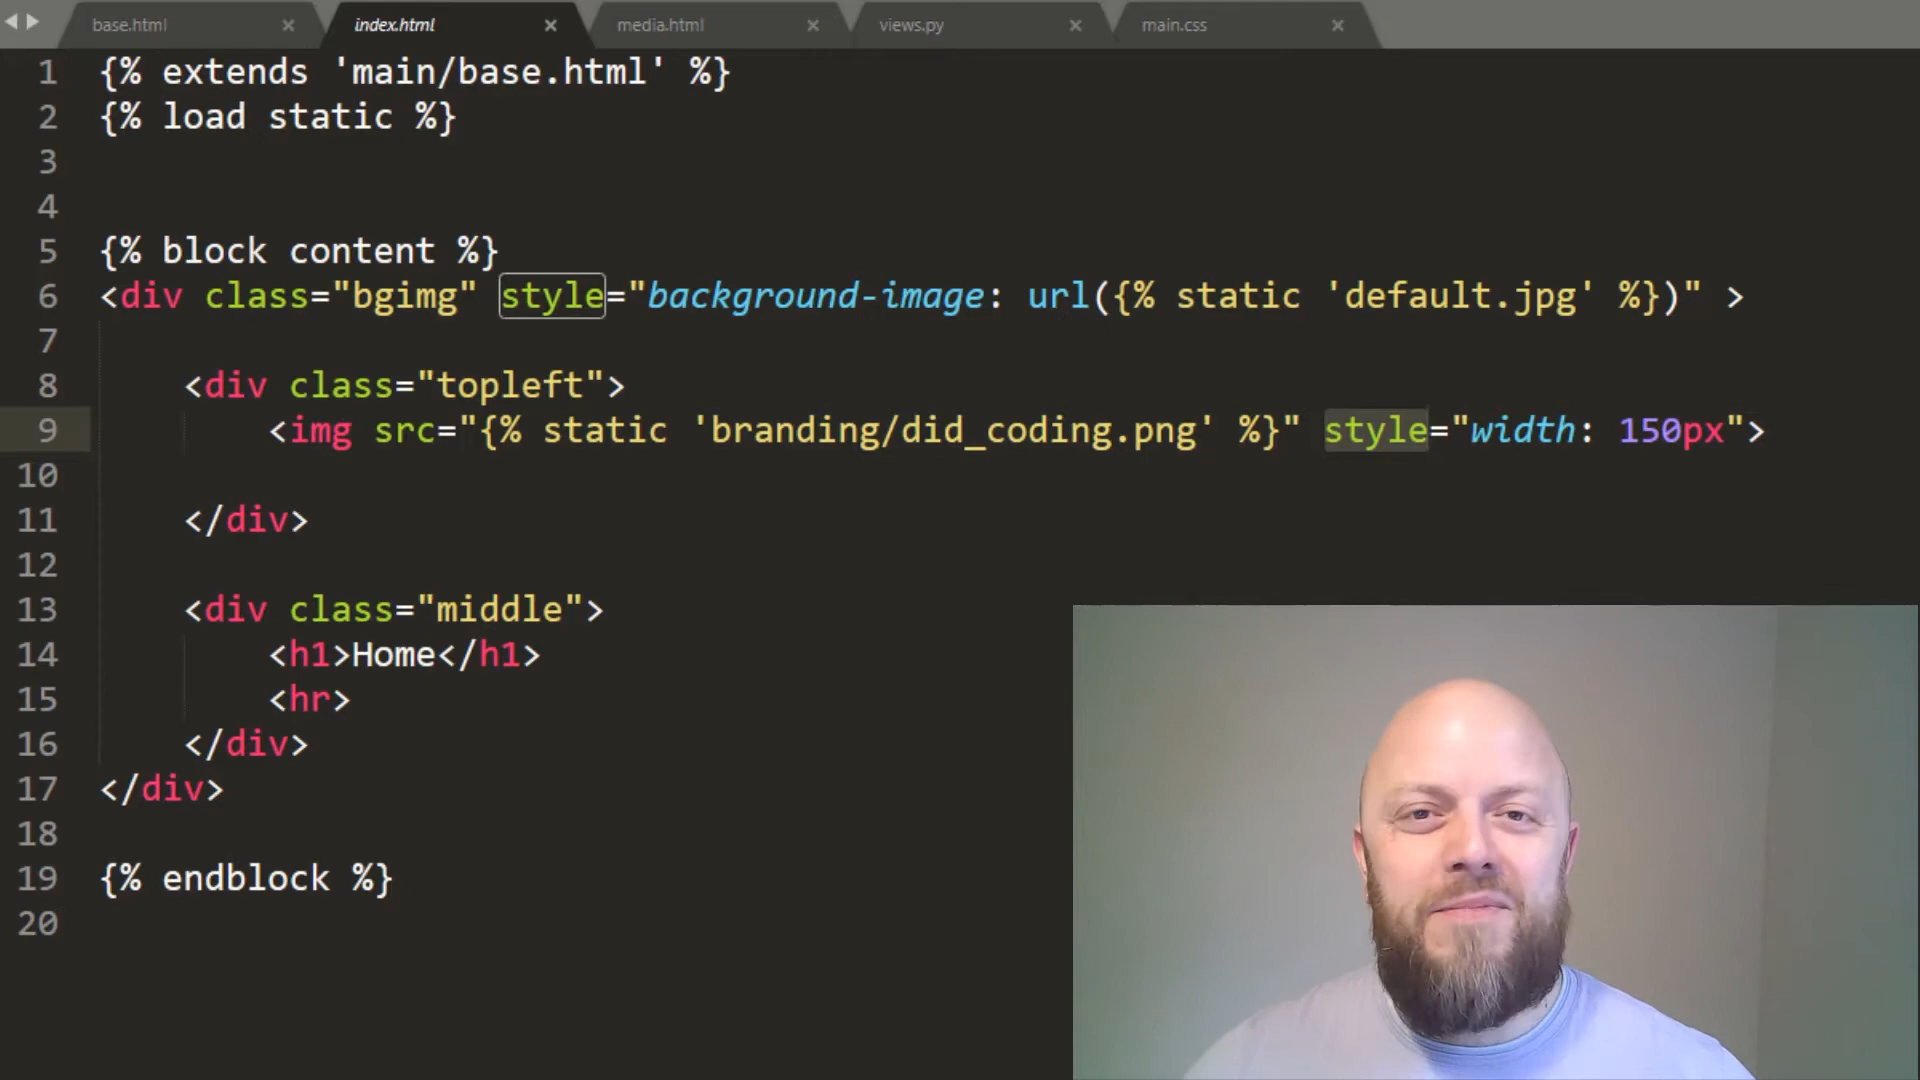 base.html × index.html × media.html × views.py × main.css ×
1 {% extends 'main/base.html' %}
2 {% load static %}
3
4
5 {% block content %}
6 <div class="bgimg" style="background-image: url({% static 'default.jpg' %})" >
7
8 <div class="topleft">
9 <img src="{% static 'branding/did_coding.png' %}" style="width: 150px">
10
11 </div>
12
13 <div class="middle">
14 <h1>Home</h1>
15 <hr>
16 </div>
17 </div>
18
19 {% endblock %}
20